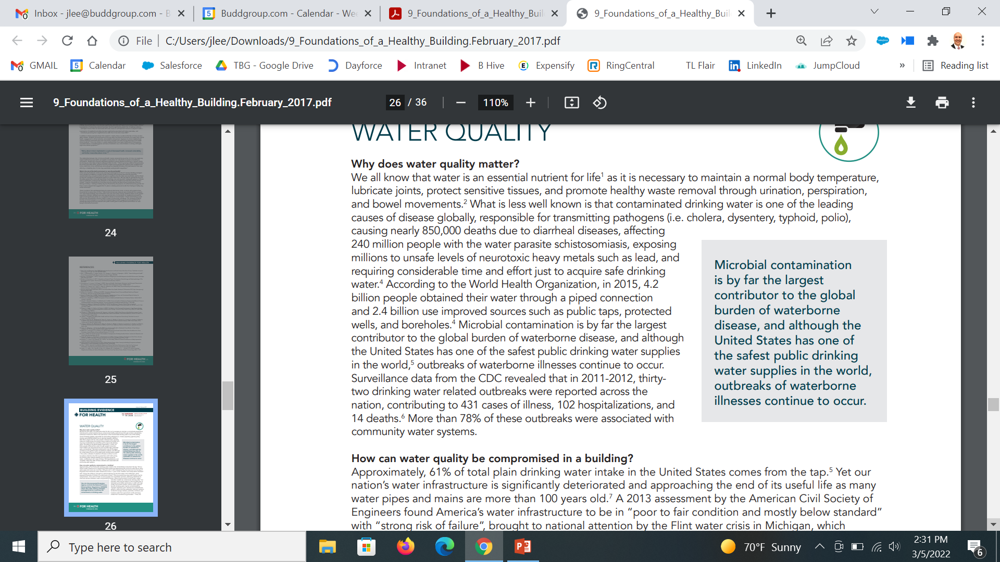 Inbox - jlee@buddgroup.com - B
Buddgroup.com - Calendar - Wee
9_Foundations_of_a_Healthy_Buil
9_Foundations_of_a_Healthy_Buil
File C:/Users/jlee/Downloads/9_Foundations_of_a_Healthy_Building.February_2017.pdf
GMAIL
5 Calendar
Salesforce
TBG - Google Drive
Dayforce
Intranet
B Hive
Expensify
RingCentral
TL Flair
LinkedIn
JumpCloud
»
Reading list
9_Foundations_of_a_Healthy_Building.February_2017.pdf
26 / 36
110%
FOR HEALTH
24
BUILDING EVIDENCE FOR HEALTH
REFERENCES
FOR HEALTH
25
BUILDING EVIDENCE
FOR HEALTH
WATER QUALITY
FOR HEALTH
26
WATER QUALITY
Why does water quality matter?
We all know that water is an essential nutrient for life¹ as it is necessary to maintain a normal body temperature,
lubricate joints, protect sensitive tissues, and promote healthy waste removal through urination, perspiration,
and bowel movements.² What is less well known is that contaminated drinking water is one of the leading
causes of disease globally, responsible for transmitting pathogens (i.e. cholera, dysentery, typhoid, polio),
causing nearly 850,000 deaths due to diarrheal diseases, affecting
240 million people with the water parasite schistosomiasis, exposing
millions to unsafe levels of neurotoxic heavy metals such as lead, and
requiring considerable time and effort just to acquire safe drinking
water.⁴ According to the World Health Organization, in 2015, 4.2
billion people obtained their water through a piped connection
and 2.4 billion use improved sources such as public taps, protected
wells, and boreholes.⁴ Microbial contamination is by far the largest
contributor to the global burden of waterborne disease, and although
the United States has one of the safest public drinking water supplies
in the world,⁵ outbreaks of waterborne illnesses continue to occur.
Surveillance data from the CDC revealed that in 2011-2012, thirty-
two drinking water related outbreaks were reported across the
nation, contributing to 431 cases of illness, 102 hospitalizations, and
14 deaths.⁶ More than 78% of these outbreaks were associated with
community water systems.
Microbial contamination
is by far the largest
contributor to the global
burden of waterborne
disease, and although the
United States has one of
the safest public drinking
water supplies in the world,
outbreaks of waterborne
illnesses continue to occur.
How can water quality be compromised in a building?
Approximately, 61% of total plain drinking water intake in the United States comes from the tap.⁵ Yet our
nation’s water infrastructure is significantly deteriorated and approaching the end of its useful life as many
water pipes and mains are more than 100 years old.⁷ A 2013 assessment by the American Civil Society of
Engineers found America’s water infrastructure to be in “poor to fair condition and mostly below standard”
with “strong risk of failure”, brought to national attention by the Flint water crisis in Michigan, which
Type here to search
70°F Sunny
2:31 PM
3/5/2022
6